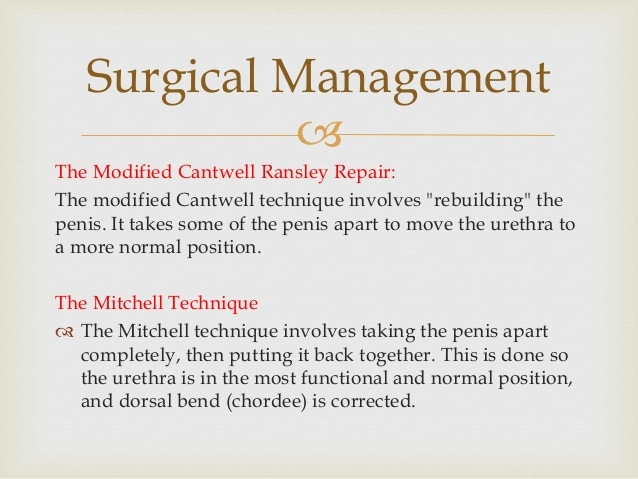 Surgical Management
The Modified Cantwell Ransley Repair:
The modified Cantwell technique involves "rebuilding" the
penis. It takes some of the penis apart to move the urethra to
a more normal position.
The Mitchell Technique
The Mitchell technique involves taking the penis apart
completely, then putting it back together. This is done so
the urethra is in the most functional and normal position,
and dorsal bend (chordee) is corrected.